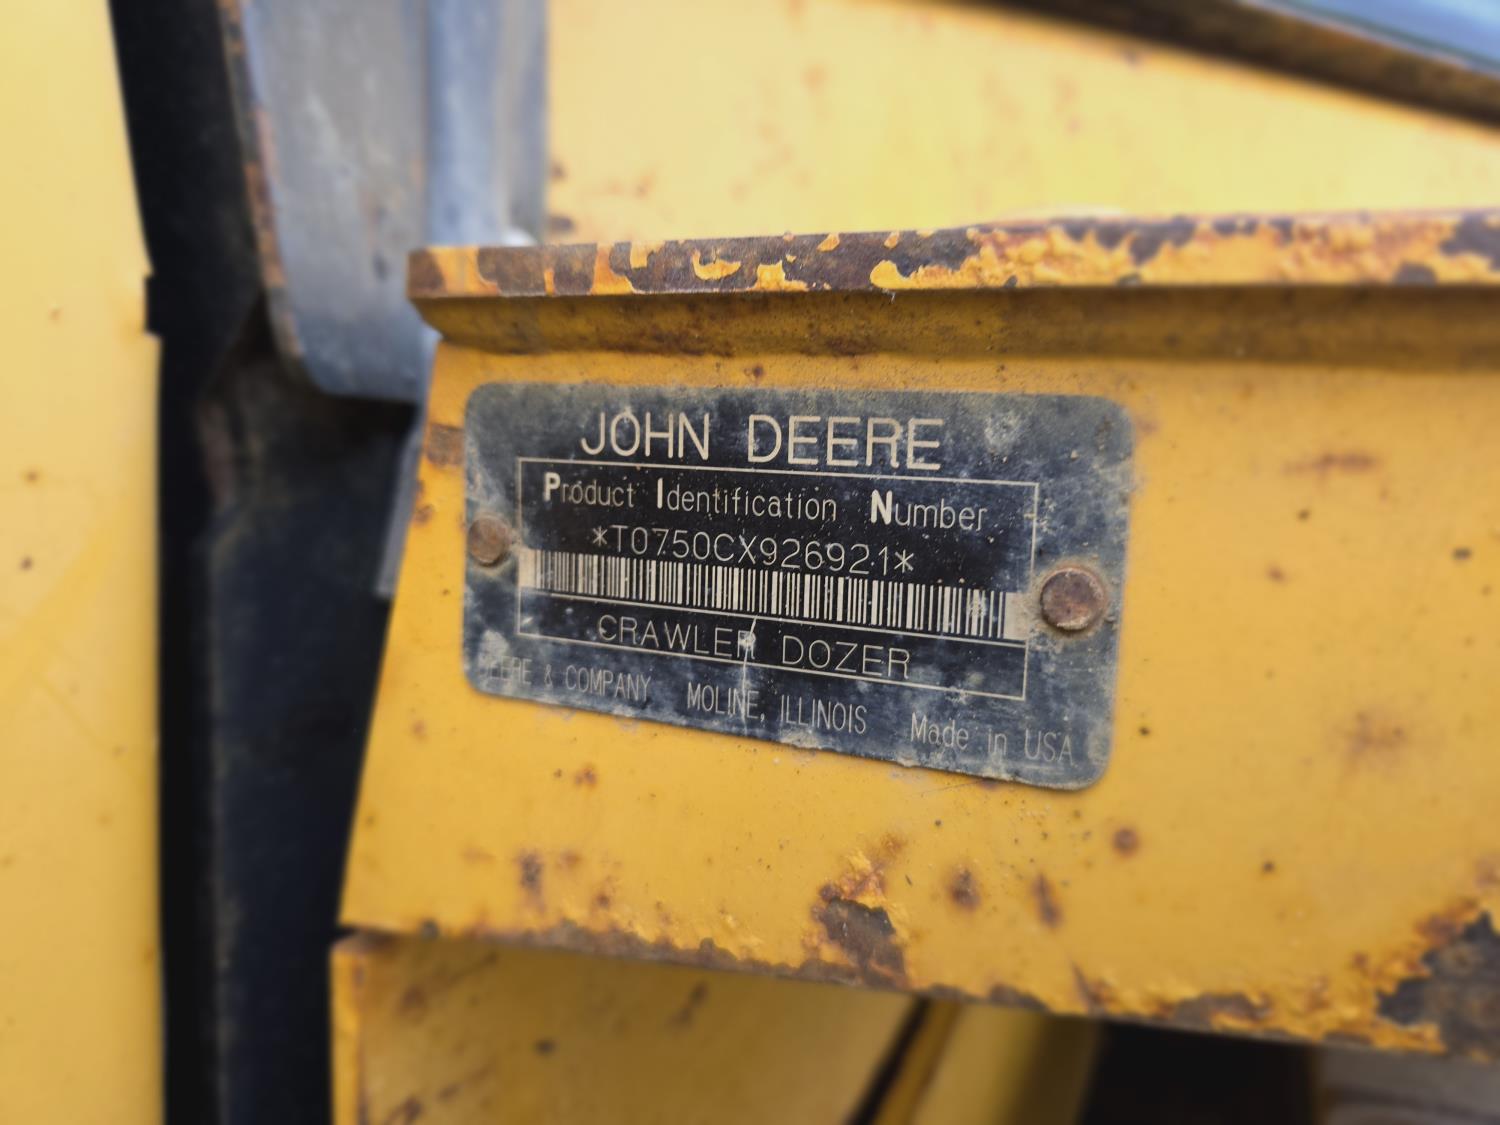 JOHN DEERE
Product Identification Number
*T0750CX926921*
CRAWLER DOZER
DEERE & COMPANY MOLINE, ILLINOIS Made in USA